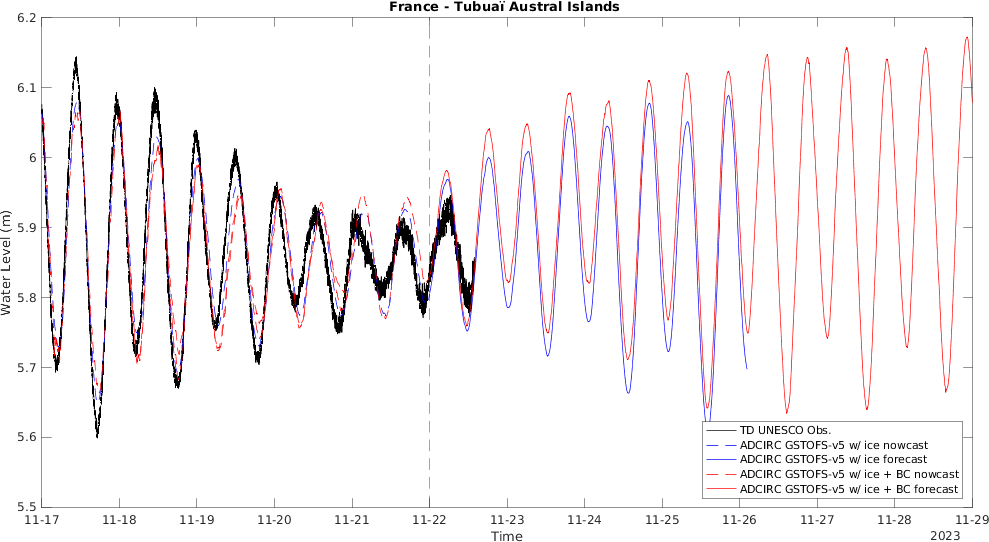 France - Tubuaï Austral Islands
6.2
6.1
6
5.9
5.8
5.7
5.6
5.5
Water Level (m)
TD UNESCO Obs.
ADCIRC GSTOFS-v5 w/ ice nowcast
ADCIRC GSTOFS-v5 w/ ice forecast
ADCIRC GSTOFS-v5 w/ ice + BC nowcast
ADCIRC GSTOFS-v5 w/ ice + BC forecast
11-17 11-18 11-19 11-20 11-21 11-22 11-23 11-24 11-25 11-26 11-27 11-28 11-29
Time
2023